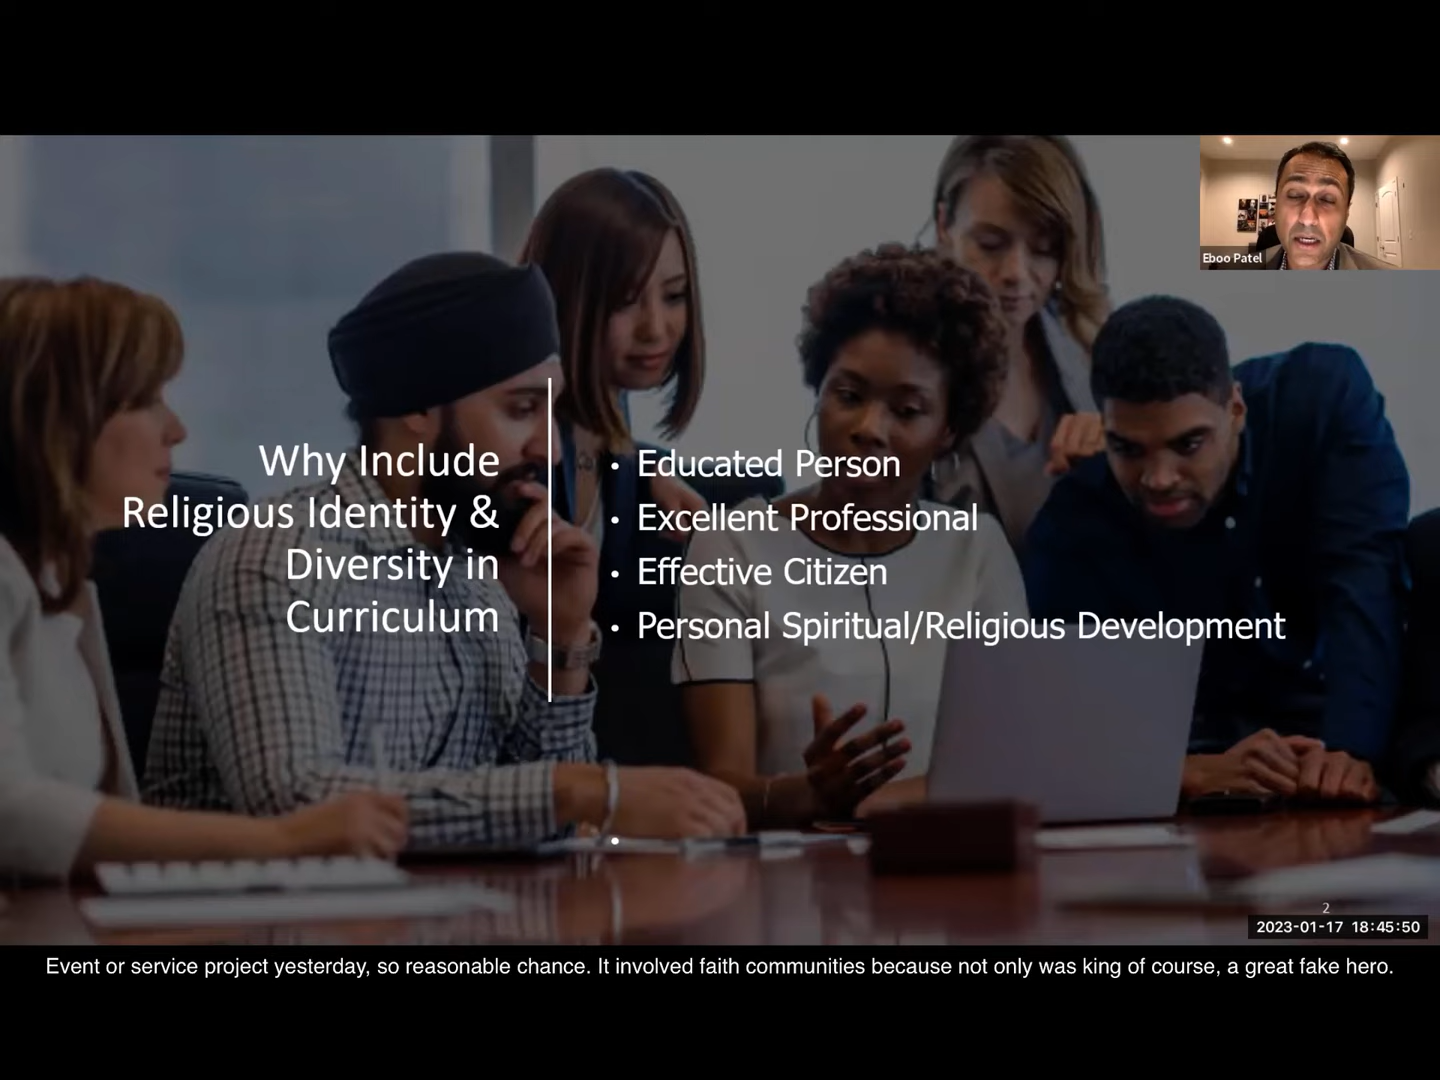 Eboo Patel
Why Include
Religious Identity &
Diversity in
Curriculum
• Educated Person
• Excellent Professional
• Effective Citizen
• Personal Spiritual/Religious Development
2
2023-01-17 18:45:50
Event or service project yesterday, so reasonable chance. It involved faith communities because not only was king of course, a great fake hero.